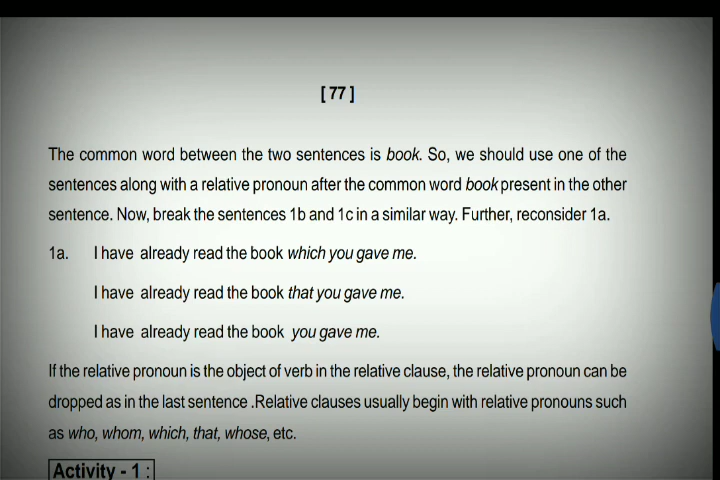 [ 77 ]
The common word between the two sentences is book. So, we should use one of the
sentences along with a relative pronoun after the common word book present in the other
sentence. Now, break the sentences 1b and 1c in a similar way. Further, reconsider 1a.
1a. I have already read the book which you gave me.
I have already read the book that you gave me.
I have already read the book you gave me.
If the relative pronoun is the object of verb in the relative clause, the relative pronoun can be
dropped as in the last sentence .Relative clauses usually begin with relative pronouns such
as who, whom, which, that, whose, etc.
Activity - 1 :